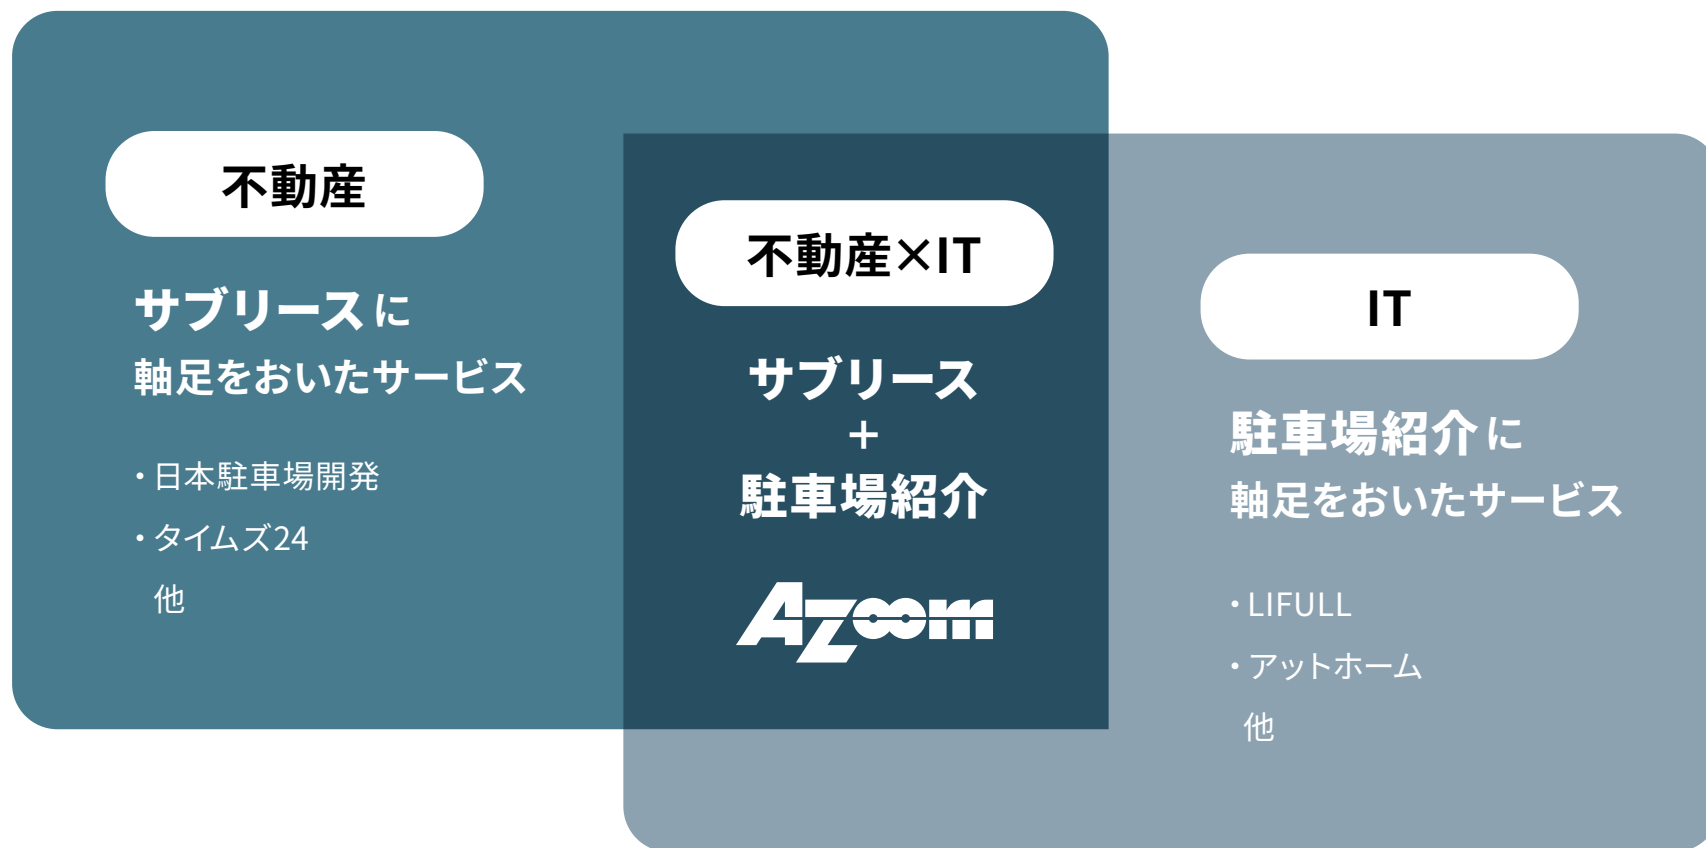 不動産
サブリースに
軸足をおいたサービス
・日本駐車場開発
・タイムズ24
他
不動産×IT
サブリース
＋
駐車場紹介
Azoom
IT
駐車場紹介に
軸足をおいたサービス
・LIFULL
・アットホーム
他